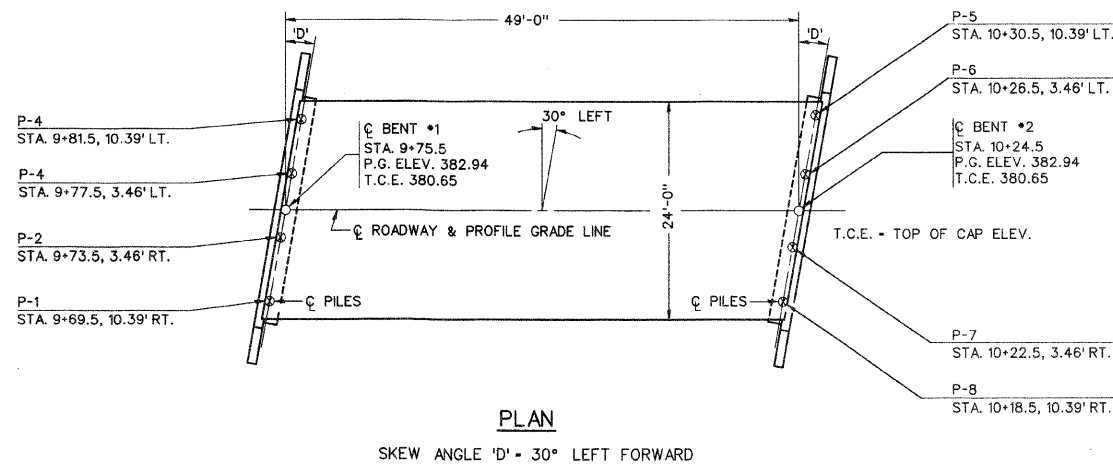 49'-0"
'D'
'D'
P-5
STA. 10+30.5, 10.39' LT.
P-6
STA. 10+26.5, 3.46' LT.
30° LEFT
P-4
STA. 9+81.5, 10.39' LT.
℄ BENT #1
STA. 9+75.5
P.G. ELEV. 382.94
T.C.E. 380.65
℄ BENT #2
STA. 10+24.5
P.G. ELEV. 382.94
T.C.E. 380.65
P-4
STA. 9+77.5, 3.46' LT.
24'-0"
℄ ROADWAY & PROFILE GRADE LINE
T.C.E. = TOP OF CAP ELEV.
P-2
STA. 9+73.5, 3.46' RT.
P-1
STA. 9+69.5, 10.39' RT.
℄ PILES
℄ PILES
P-7
STA. 10+22.5, 3.46' RT.
P-8
STA. 10+18.5, 10.39' RT.
PLAN
SKEW ANGLE 'D' = 30° LEFT FORWARD